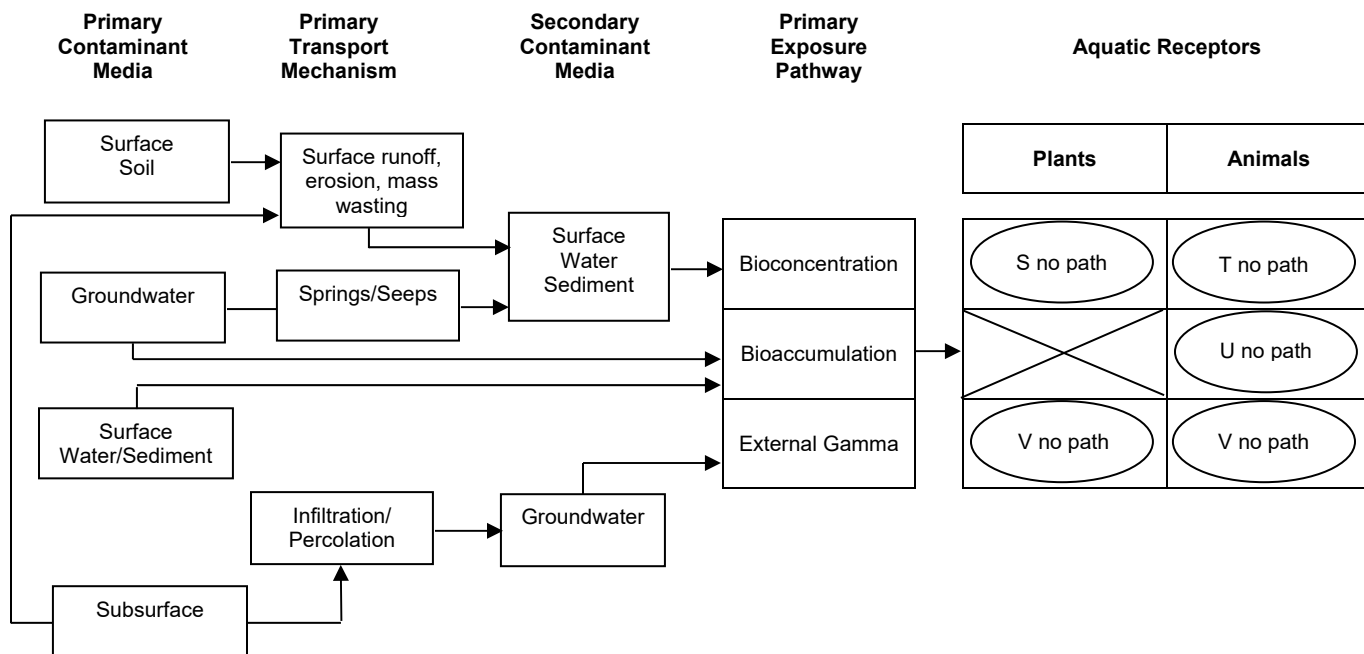 Primary
Contaminant
Media
Primary
Transport
Mechanism
Secondary
Contaminant
Media
Primary
Exposure
Pathway
Aquatic Receptors
Surface
Soil
Surface runoff,
erosion, mass
wasting
Plants
Animals
Surface
Water
Sediment
Bioconcentration
S no path
T no path
Groundwater
Springs/Seeps
Bioaccumulation
U no path
Surface
Water/Sediment
External Gamma
V no path
V no path
Infiltration/
Percolation
Groundwater
Subsurface